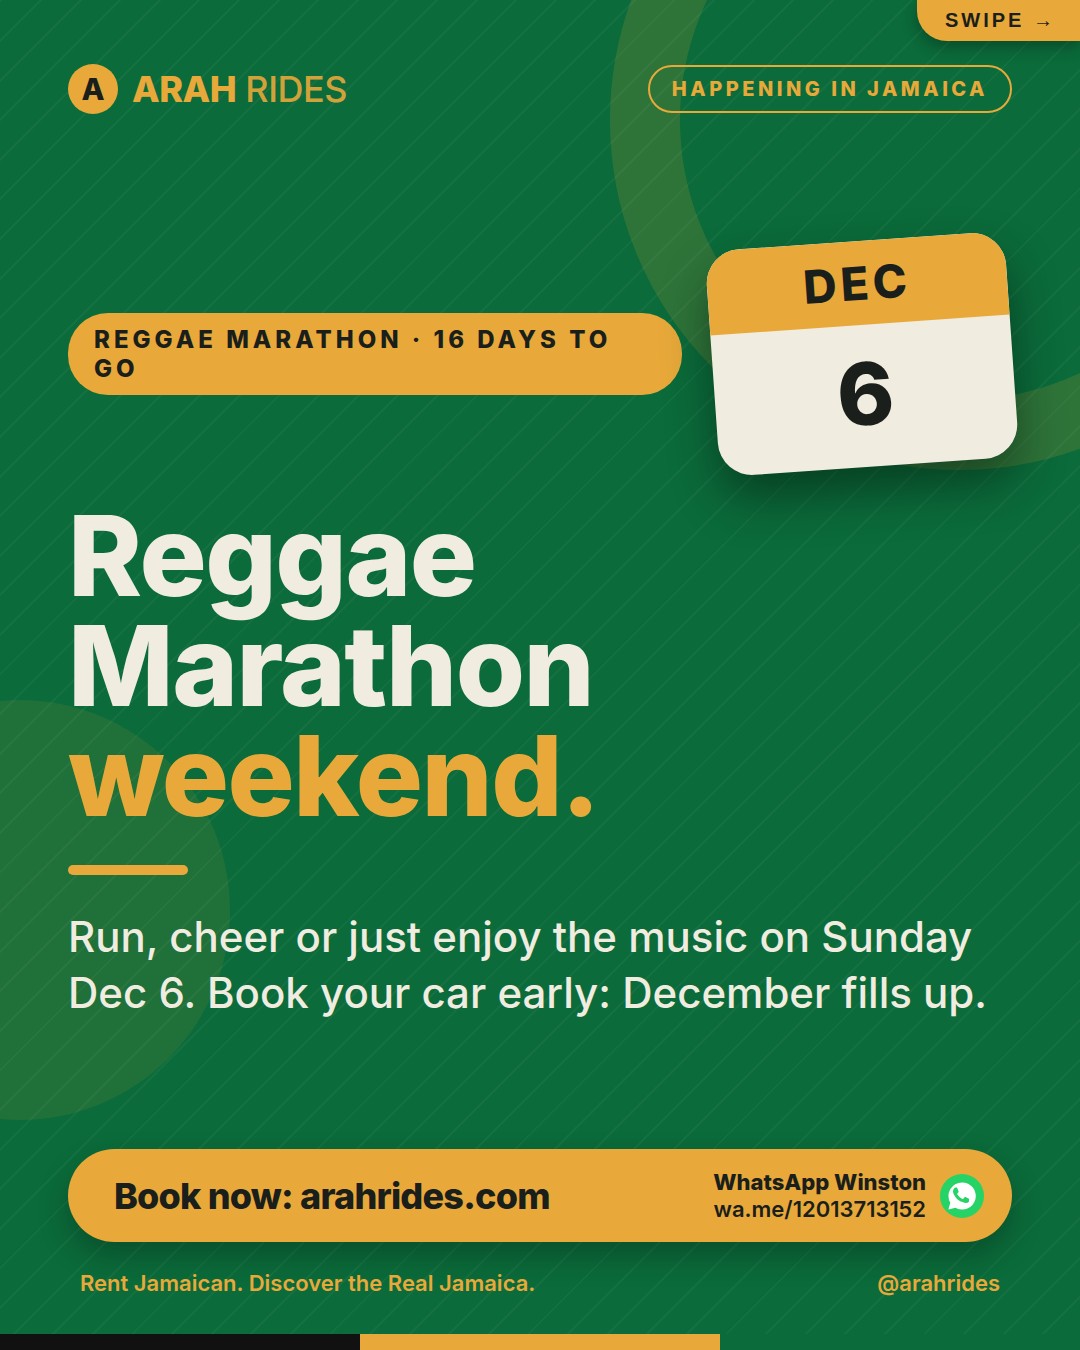 SWIPE →
A ARAH RIDES
HAPPENING IN JAMAICA
DEC
6
REGGAE MARATHON · 16 DAYS TO
GO
Reggae
Marathon
weekend.
Run, cheer or just enjoy the music on Sunday
Dec 6. Book your car early: December fills up.
Book now: arahrides.com
WhatsApp Winston
wa.me/12013713152
Rent Jamaican. Discover the Real Jamaica.
@arahrides